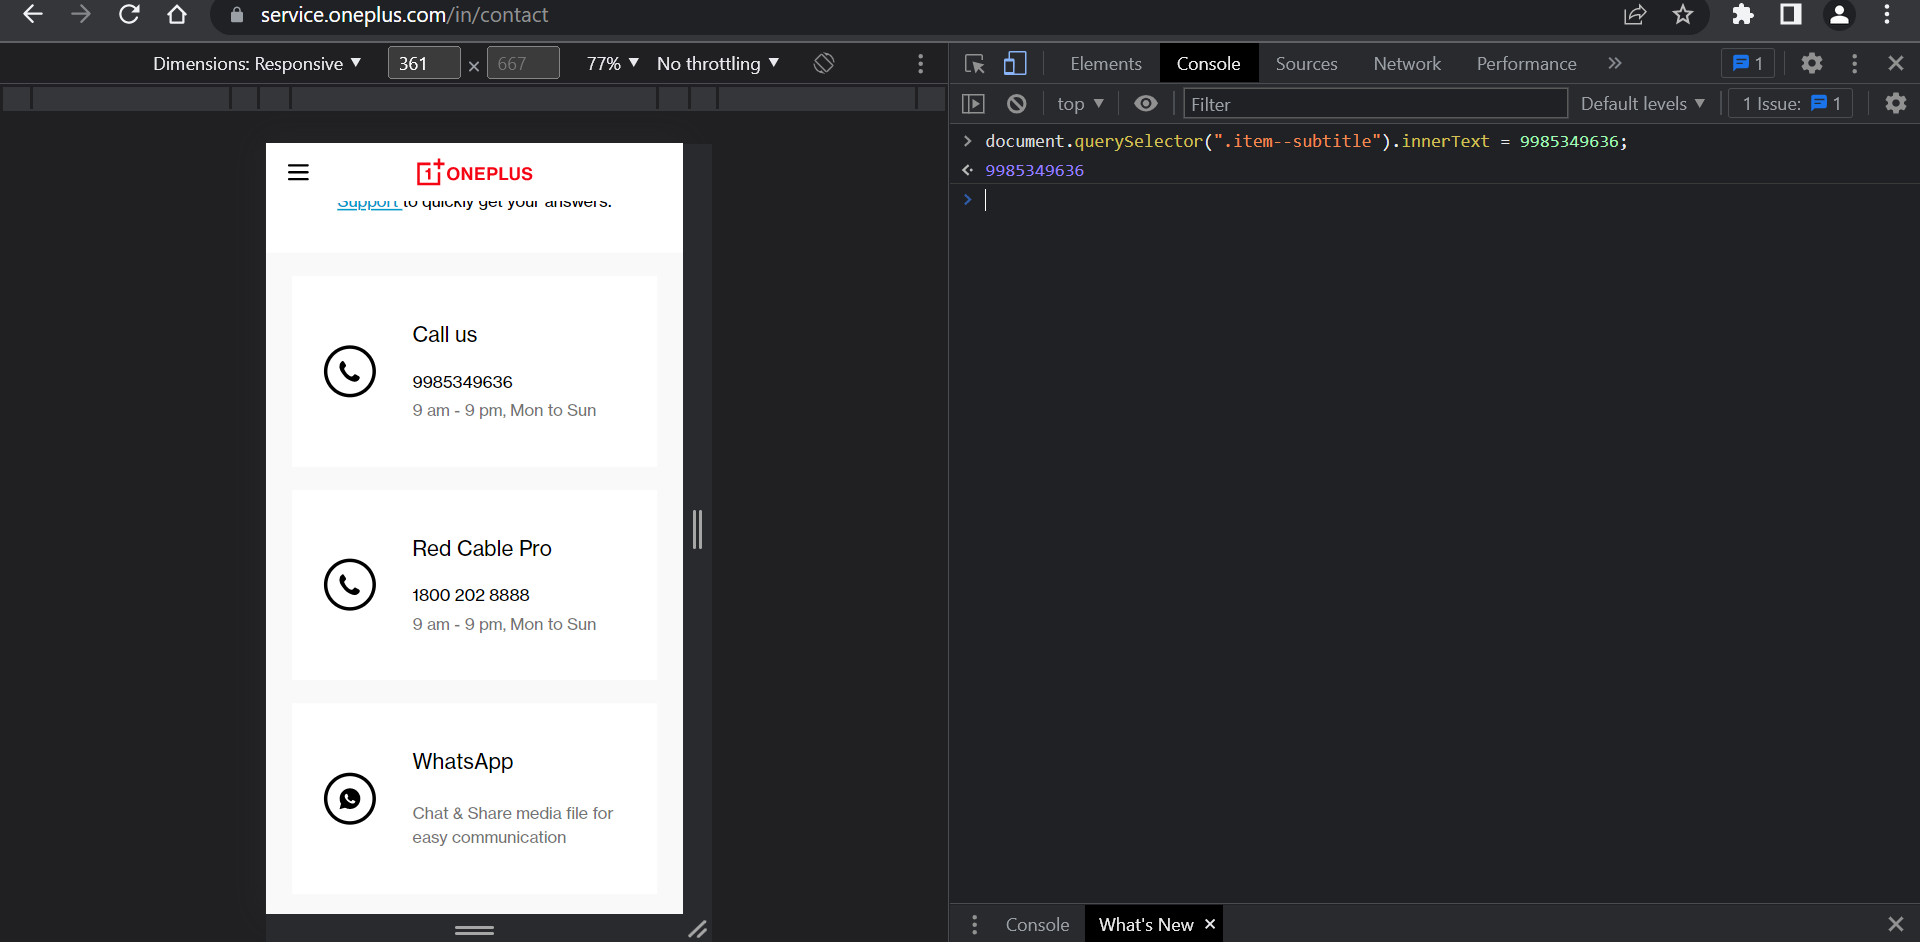 service.oneplus.com/in/contact
Dimensions: Responsive ▼ 361 × 667 77% ▼ No throttling ▼
Elements Console Sources Network Performance » 1
top ▼ Filter Default levels ▼ 1 Issue: 1
> document.querySelector(".item--subtitle").innerText = 9985349636;
9985349636
>
1+ ONEPLUS
Support to quickly get your answers.
Call us
9985349636
9 am - 9 pm, Mon to Sun
Red Cable Pro
1800 202 8888
9 am - 9 pm, Mon to Sun
WhatsApp
Chat & Share media file for
easy communication
Console What's New ×